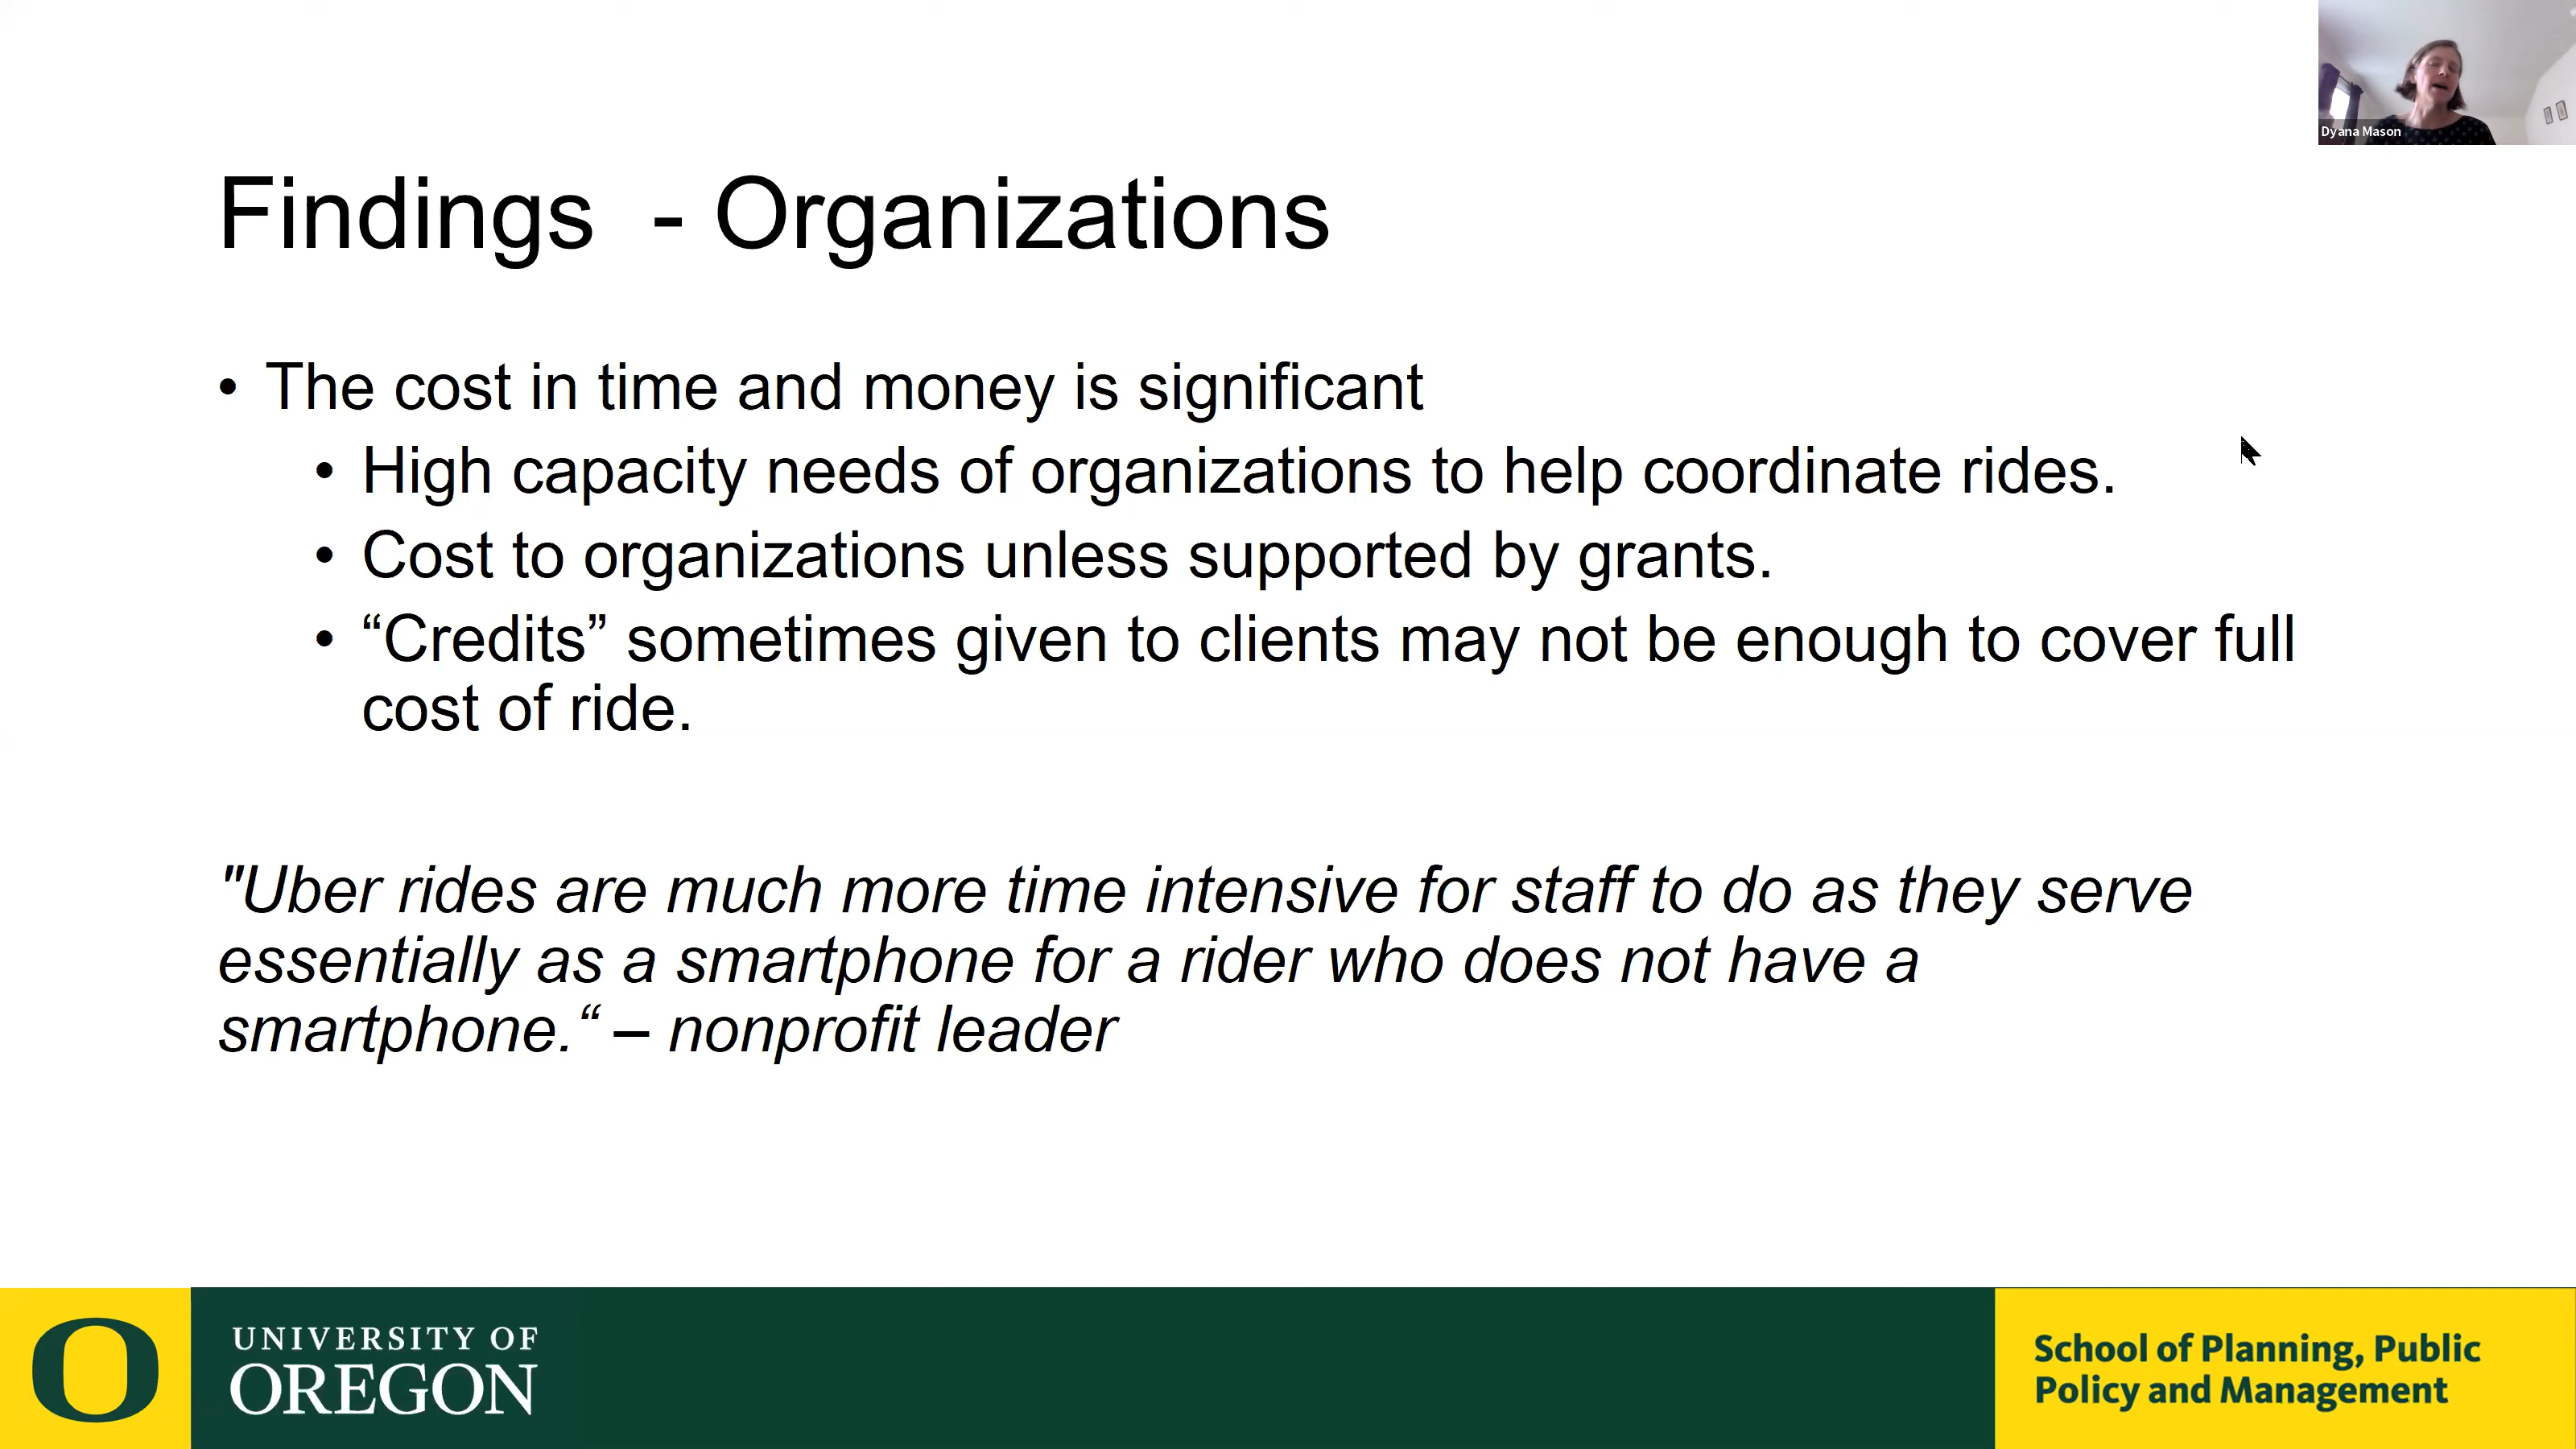 Dyana Mason
Findings  - Organizations
• The cost in time and money is significant
• High capacity needs of organizations to help coordinate rides.
• Cost to organizations unless supported by grants.
• “Credits” sometimes given to clients may not be enough to cover full
cost of ride.
"Uber rides are much more time intensive for staff to do as they serve
essentially as a smartphone for a rider who does not have a
smartphone.“ – nonprofit leader
O
UNIVERSITY OF
OREGON
School of Planning, Public
Policy and Management